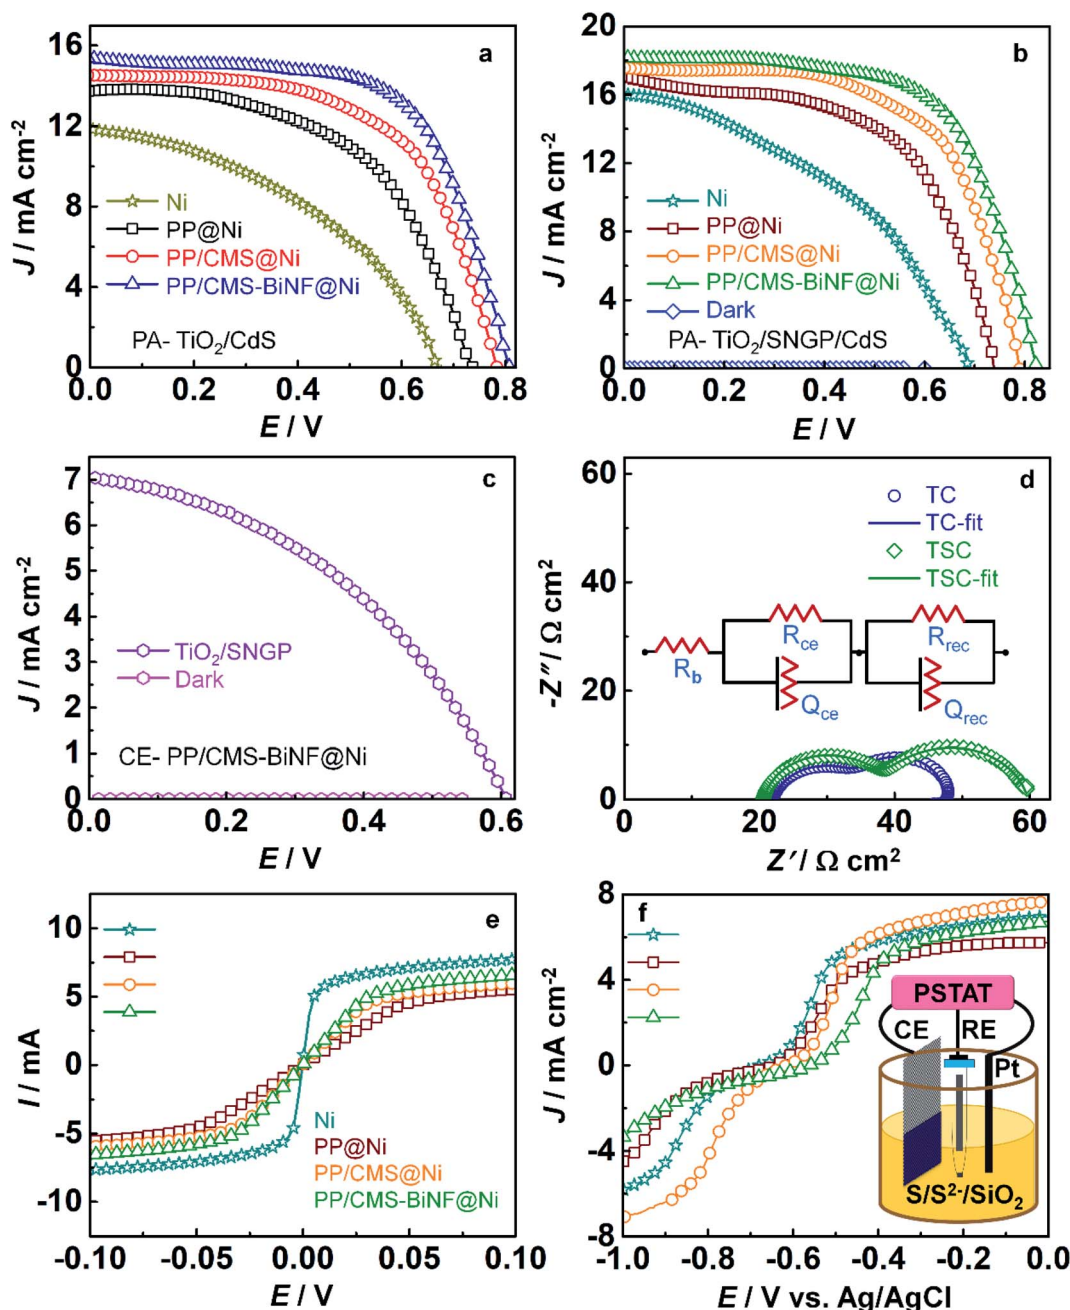 a
16
12
8
4
0
J / mA cm-2
Ni
PP@Ni
PP/CMS@Ni
PP/CMS-BiNF@Ni
PA- TiO2/CdS
0.0 0.2 0.4 0.6 0.8
E / V
b
20
16
12
8
4
0
J / mA cm-2
Ni
PP@Ni
PP/CMS@Ni
PP/CMS-BiNF@Ni
Dark
PA- TiO2/SNGP/CdS
0.0 0.2 0.4 0.6 0.8
E / V
c
7
6
5
4
3
2
1
0
J / mA cm-2
TiO2/SNGP
Dark
CE- PP/CMS-BiNF@Ni
0.0 0.2 0.4 0.6
E / V
d
60
40
20
0
-Z″/ Ω cm2
TC
TC-fit
TSC
TSC-fit
Rb
Rce
Qce
Rrec
Qrec
0 20 40 60
Z′/ Ω cm2
e
10
5
0
-5
-10
I / mA
Ni
PP@Ni
PP/CMS@Ni
PP/CMS-BiNF@Ni
-0.10 -0.05 0.00 0.05 0.10
E / V
f
8
4
0
-4
-8
J / mA cm-2
PSTAT
CE
RE
Pt
S/S2-/SiO2
-1.0 -0.8 -0.6 -0.4 -0.2 0.0
E / V vs. Ag/AgCl